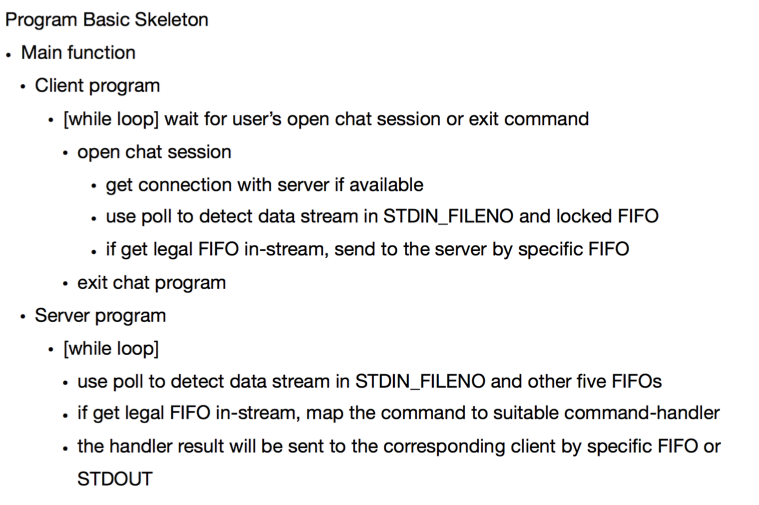 Program Basic Skeleton
• Main function
• Client program
• [while loop] wait for user’s open chat session or exit command
• open chat session
• get connection with server if available
• use poll to detect data stream in STDIN_FILENO and locked FIFO
• if get legal FIFO in-stream, send to the server by specific FIFO
• exit chat program
• Server program
• [while loop]
• use poll to detect data stream in STDIN_FILENO and other five FIFOs
• if get legal FIFO in-stream, map the command to suitable command-handler
• the handler result will be sent to the corresponding client by specific FIFO or
STDOUT